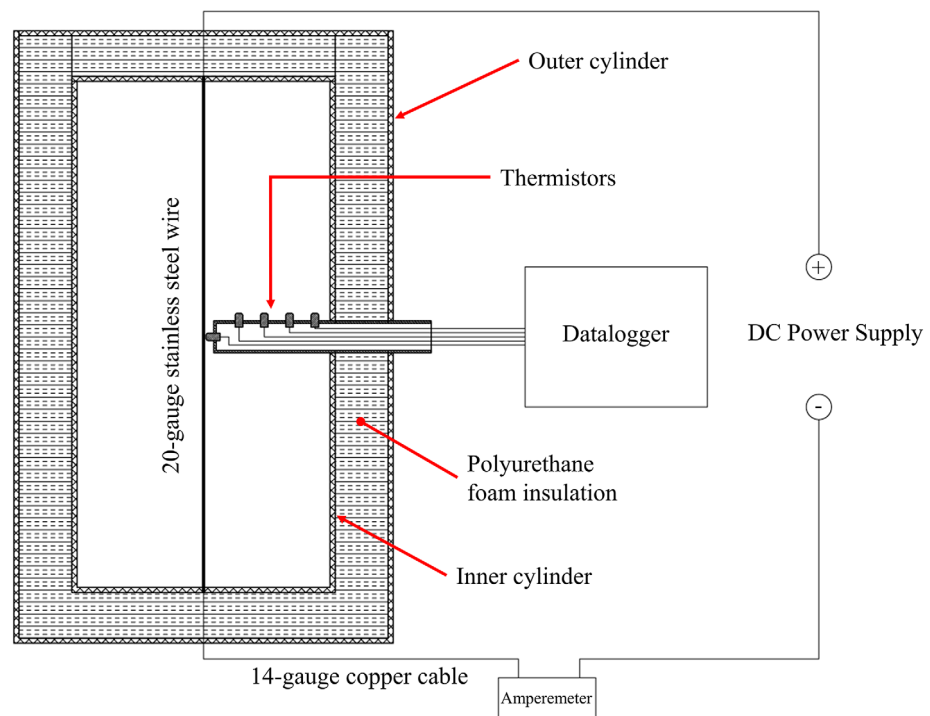 Outer cylinder
Thermistors
20-gauge stainless steel wire
+
Datalogger
DC Power Supply
-
Polyurethane
foam insulation
Inner cylinder
14-gauge copper cable
Amperemeter